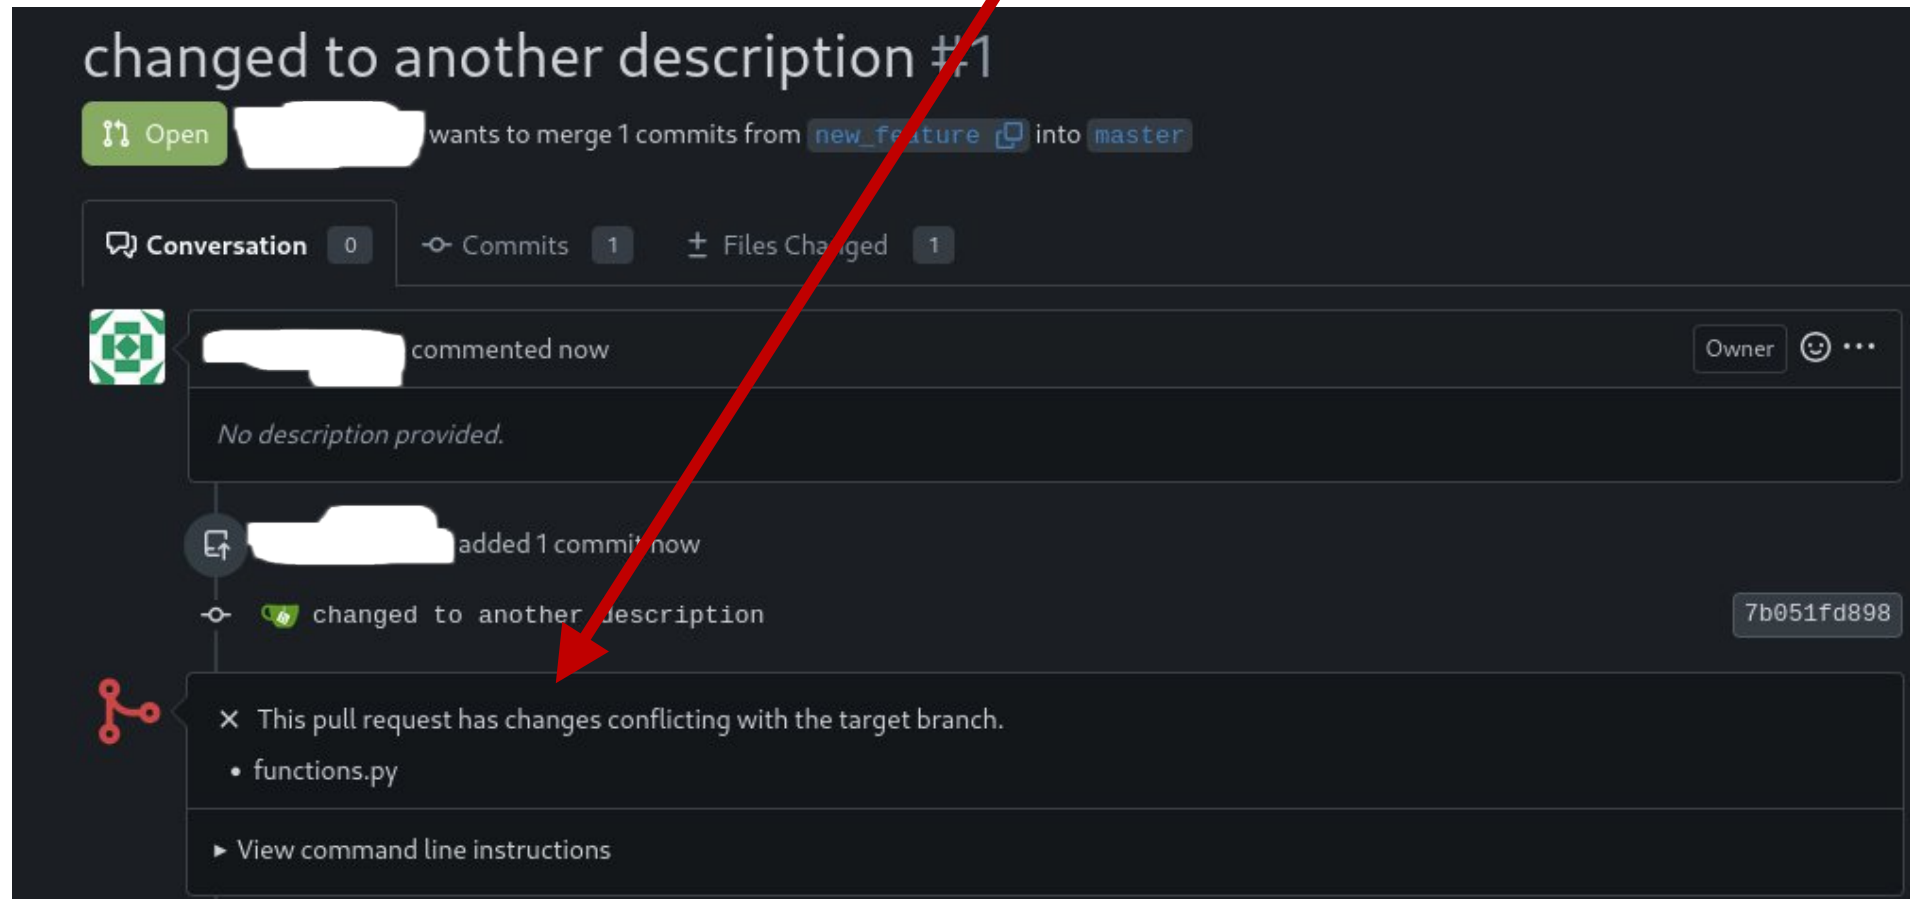 changed to another description #1
Open wants to merge 1 commits from new_feature into master
Conversation 0 Commits 1 Files Changed 1
commented now Owner
No description provided.
added 1 commit now
changed to another description 7b051fd898
This pull request has changes conflicting with the target branch.
• functions.py
View command line instructions